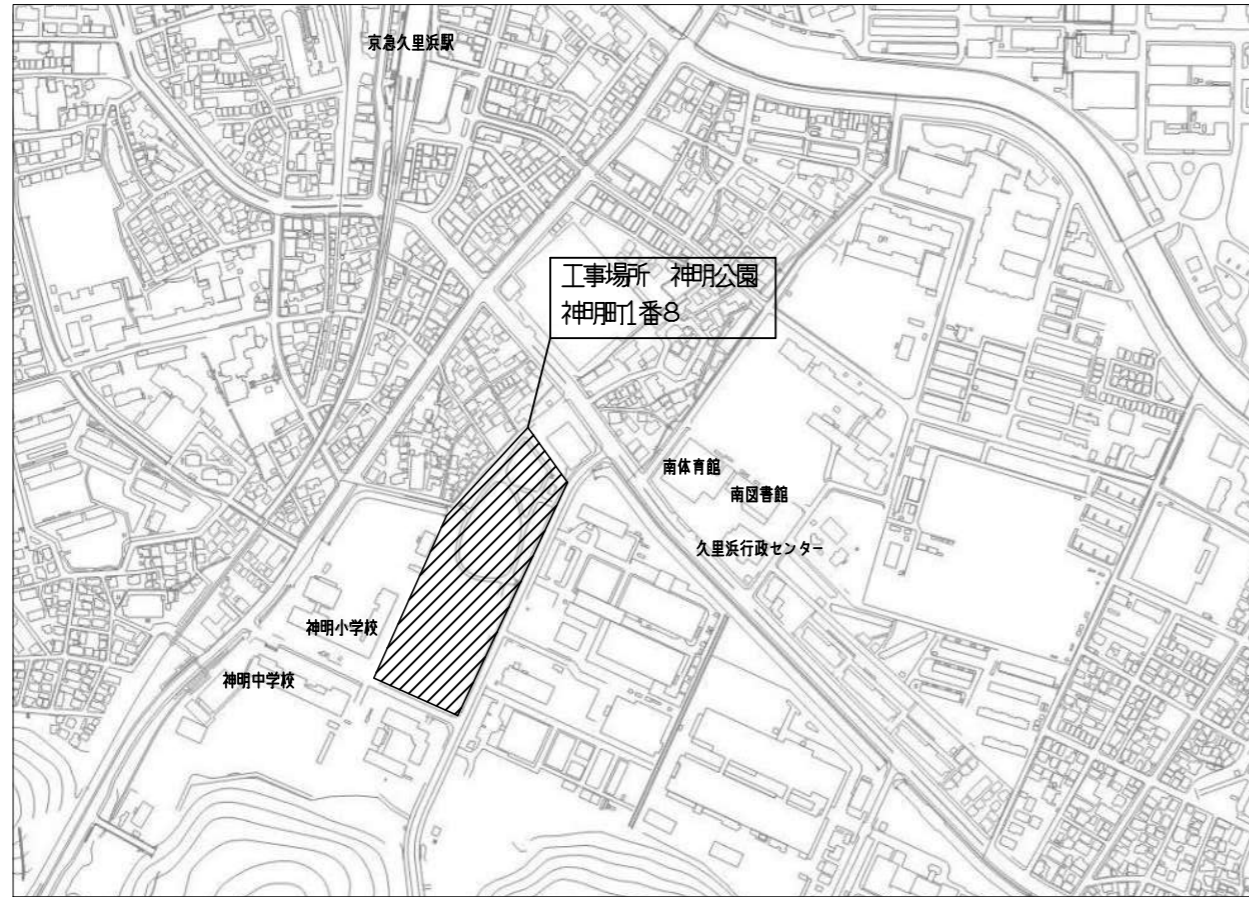 京急久里浜駅
工事場所　神明公園
神明町1番8
南体育館
南図書館
久里浜行政センター
神明小学校
神明中学校